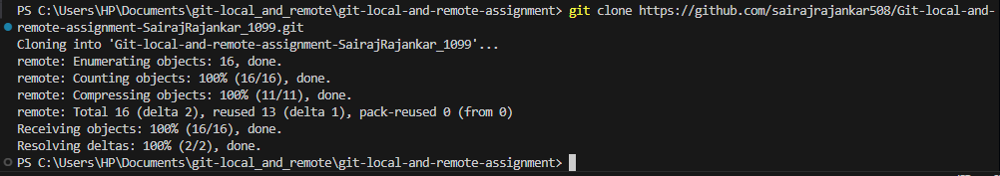 PS C:\Users\HP\Documents\git-local_and_remote\git-local-and-remote-assignment> git clone https://github.com/sairajrajankar508/Git-local-and-
remote-assignment-SairajRajankar_1099.git
Cloning into 'Git-local-and-remote-assignment-SairajRajankar_1099'...
remote: Enumerating objects: 16, done.
remote: Counting objects: 100% (16/16), done.
remote: Compressing objects: 100% (11/11), done.
remote: Total 16 (delta 2), reused 13 (delta 1), pack-reused 0 (from 0)
Receiving objects: 100% (16/16), done.
Resolving deltas: 100% (2/2), done.
PS C:\Users\HP\Documents\git-local_and_remote\git-local-and-remote-assignment>